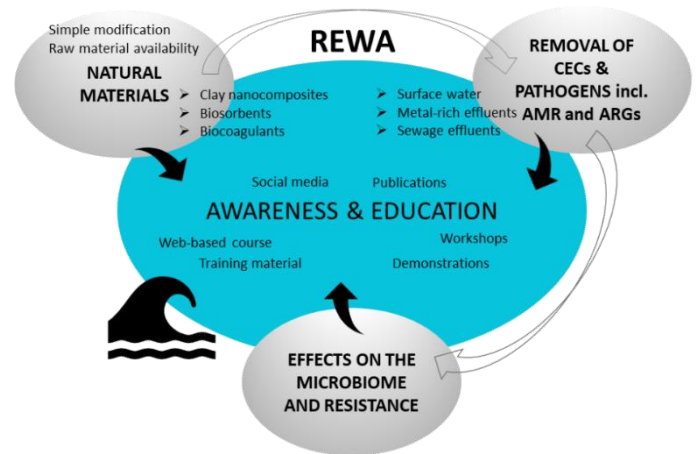 Simple modification
Raw material availability
NATURAL
MATERIALS
REWA
REMOVAL OF
CECs &
PATHOGENS incl.
AMR and ARGs
➤ Clay nanocomposites
➤ Biosorbents
➤ Biocoagulants
➤ Surface water
➤ Metal-rich effluents
➤ Sewage effluents
Social media
Publications
AWARENESS & EDUCATION
Web-based course
Workshops
Training material
Demonstrations
EFFECTS ON THE
MICROBIOME
AND RESISTANCE